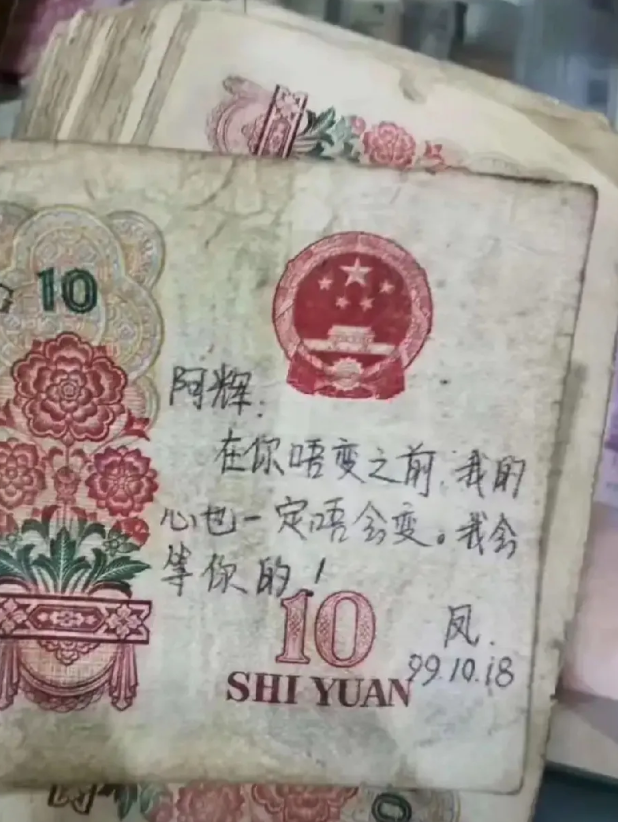 10
阿辉.
在你唔变之前,我的
心也一定唔会变。我会
等你的!
10
凤.
SHI YUAN
99.10.18